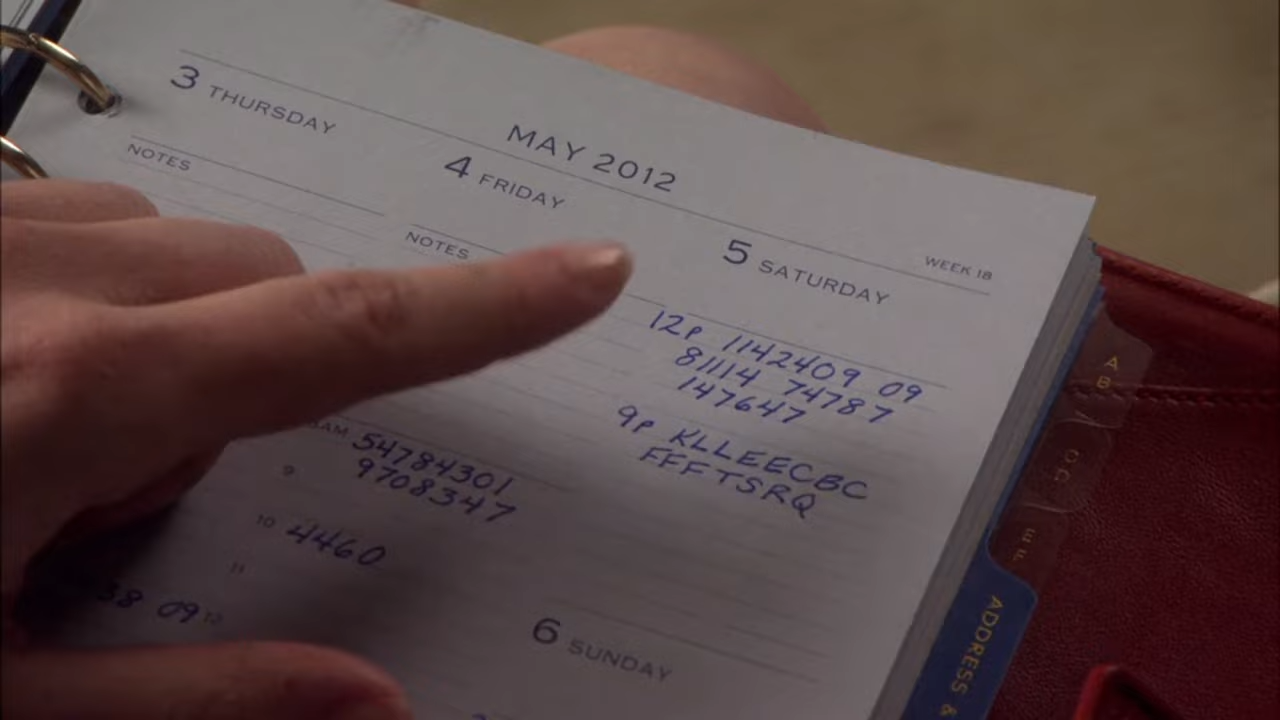 MAY 2012
3 THURSDAY
NOTES
4 FRIDAY
NOTES
54784301
9708347
9
10 4460
11
38 09 12
5 SATURDAY
WEEK 18
12P 1142409 09
81114 74787
147647
9P KLLEECBC
FFFTSRQ
6 SUNDAY
A
B
C
D
E
F
ADDRESS &